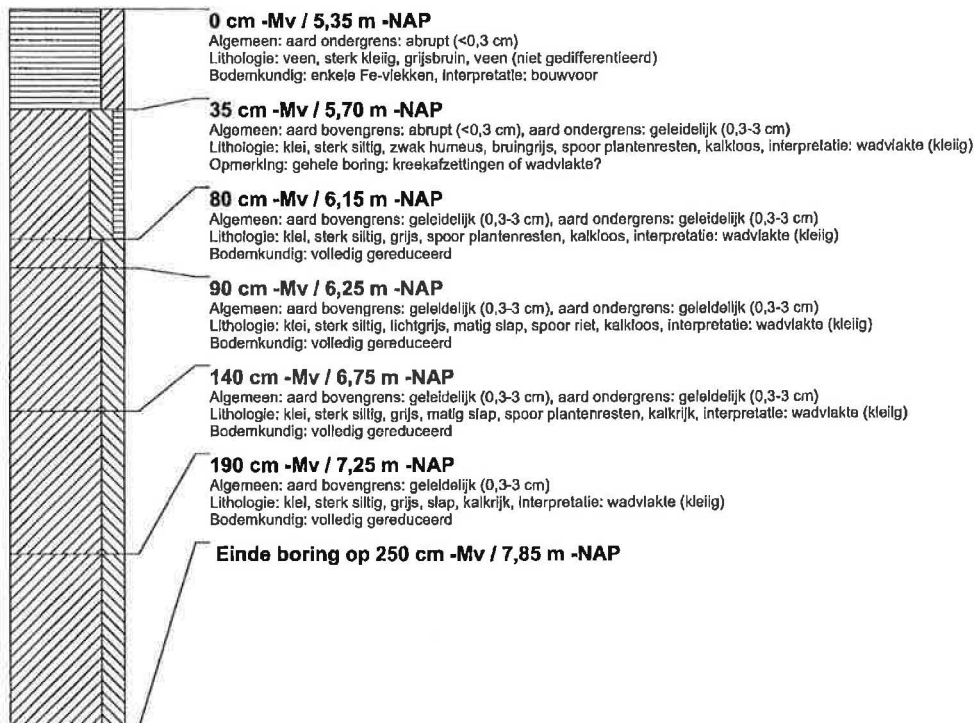 0 cm -Mv / 5,35 m -NAP
Algemeen: aard ondergrens: abrupt (<0,3 cm)
Lithologie: veen, sterk kleiig, grijsbruin, veen (niet gedifferentieerd)
Bodemkundig: enkele Fe-vlekken, interpretatie: bouwvoor
35 cm -Mv / 5,70 m -NAP
Algemeen: aard bovengrens: abrupt (<0,3 cm), aard ondergrens: geleidelijk (0,3-3 cm)
Lithologie: klei, sterk siltig, zwak humeus, bruingrijs, spoor plantenresten, kalkloos, interpretatie: wadvlakte (kleiig)
Opmerking: gehele boring: kreekafzettingen of wadvlakte?
80 cm -Mv / 6,15 m -NAP
Algemeen: aard bovengrens: geleidelijk (0,3-3 cm), aard ondergrens: geleidelijk (0,3-3 cm)
Lithologie: klei, sterk siltig, grijs, spoor plantenresten, kalkloos, interpretatie: wadvlakte (kleiig)
Bodemkundig: volledig gereduceerd
90 cm -Mv / 6,25 m -NAP
Algemeen: aard bovengrens: geleidelijk (0,3-3 cm), aard ondergrens: geleidelijk (0,3-3 cm)
Lithologie: klei, sterk siltig, lichtgrijs, matig slap, spoor riet, kalkloos, interpretatie: wadvlakte (kleiig)
Bodemkundig: volledig gereduceerd
140 cm -Mv / 6,75 m -NAP
Algemeen: aard bovengrens: geleidelijk (0,3-3 cm), aard ondergrens: geleidelijk (0,3-3 cm)
Lithologie: klei, sterk siltig, grijs, matig slap, spoor plantenresten, kalkrijk, interpretatie: wadvlakte (kleiig)
Bodemkundig: volledig gereduceerd
190 cm -Mv / 7,25 m -NAP
Algemeen: aard bovengrens: geleidelijk (0,3-3 cm)
Lithologie: klei, sterk siltig, grijs, slap, kalkrijk, interpretatie: wadvlakte (kleiig)
Bodemkundig: volledig gereduceerd
Einde boring op 250 cm -Mv / 7,85 m -NAP